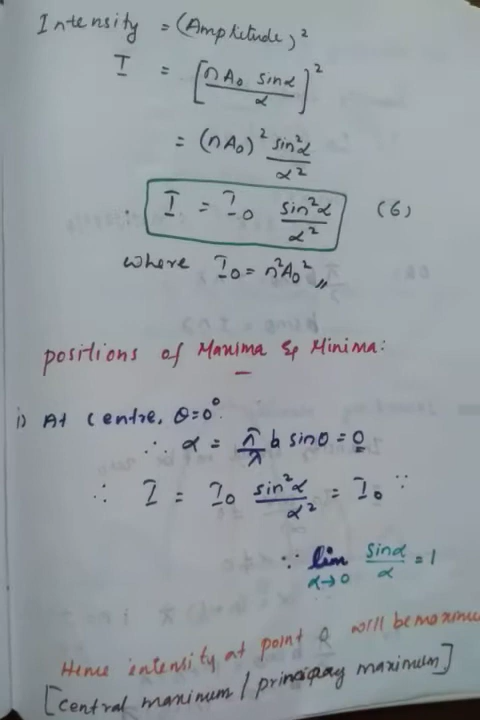 Intensity = (Amplitude)²
I = [nA₀ sinα / α]²
= (nA₀)² sin²α / α²
∴ I = I₀ sin²α / α² (6)
where I₀ = n²A₀² 〃
positions of Maxima & Minima:
i) At centre, θ=0°.
∴ α = π/λ b sinθ = 0
∴ I = I₀ sin²α / α² = I₀ ∵
∵ lim α→0 sinα / α = 1
Hence intensity at point O will be maximum
[central maximum / principal maximum]